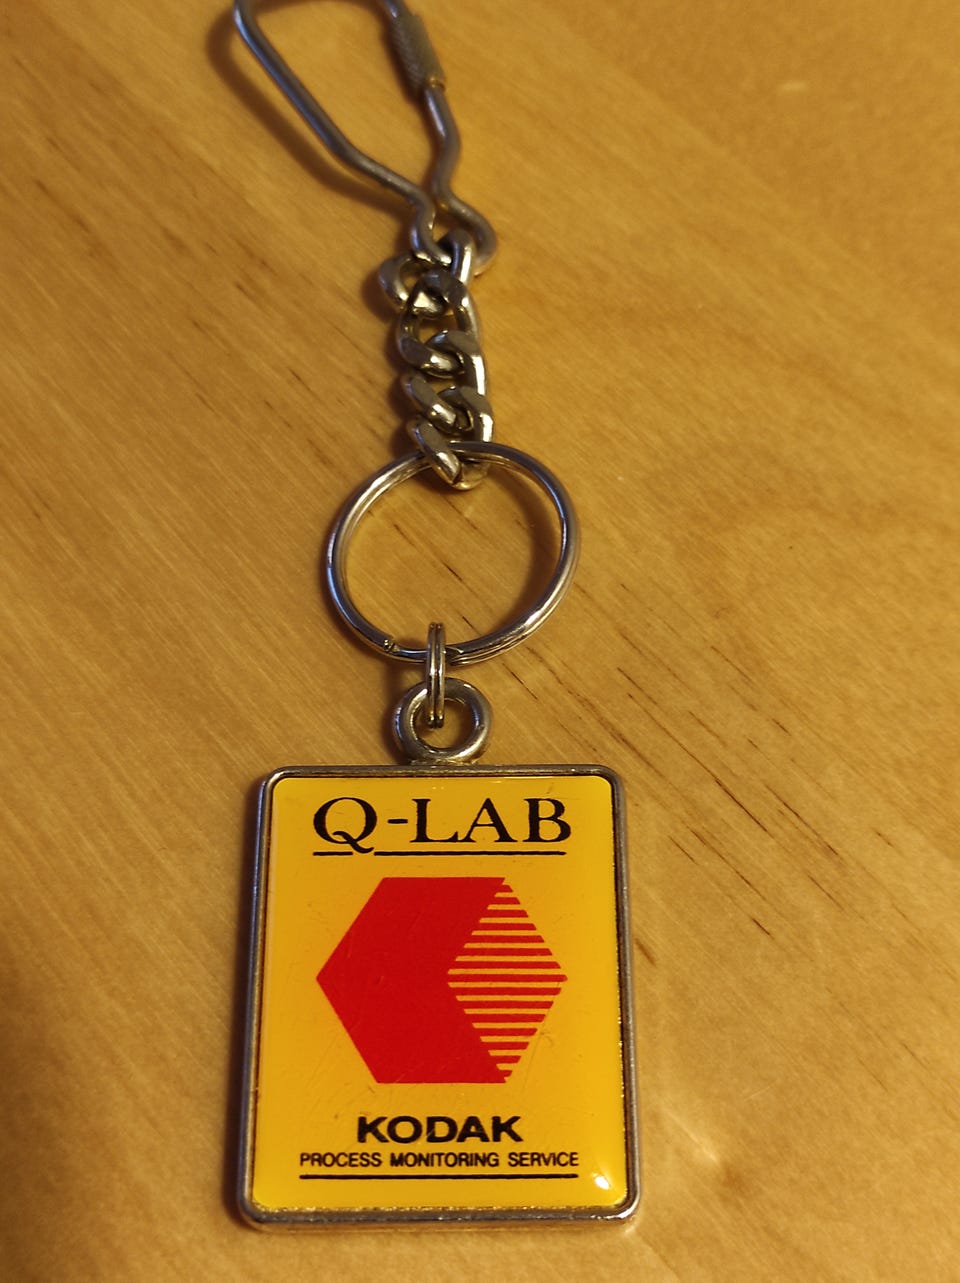 Q-LAB
KODAK
PROCESS MONITORING SERVICE